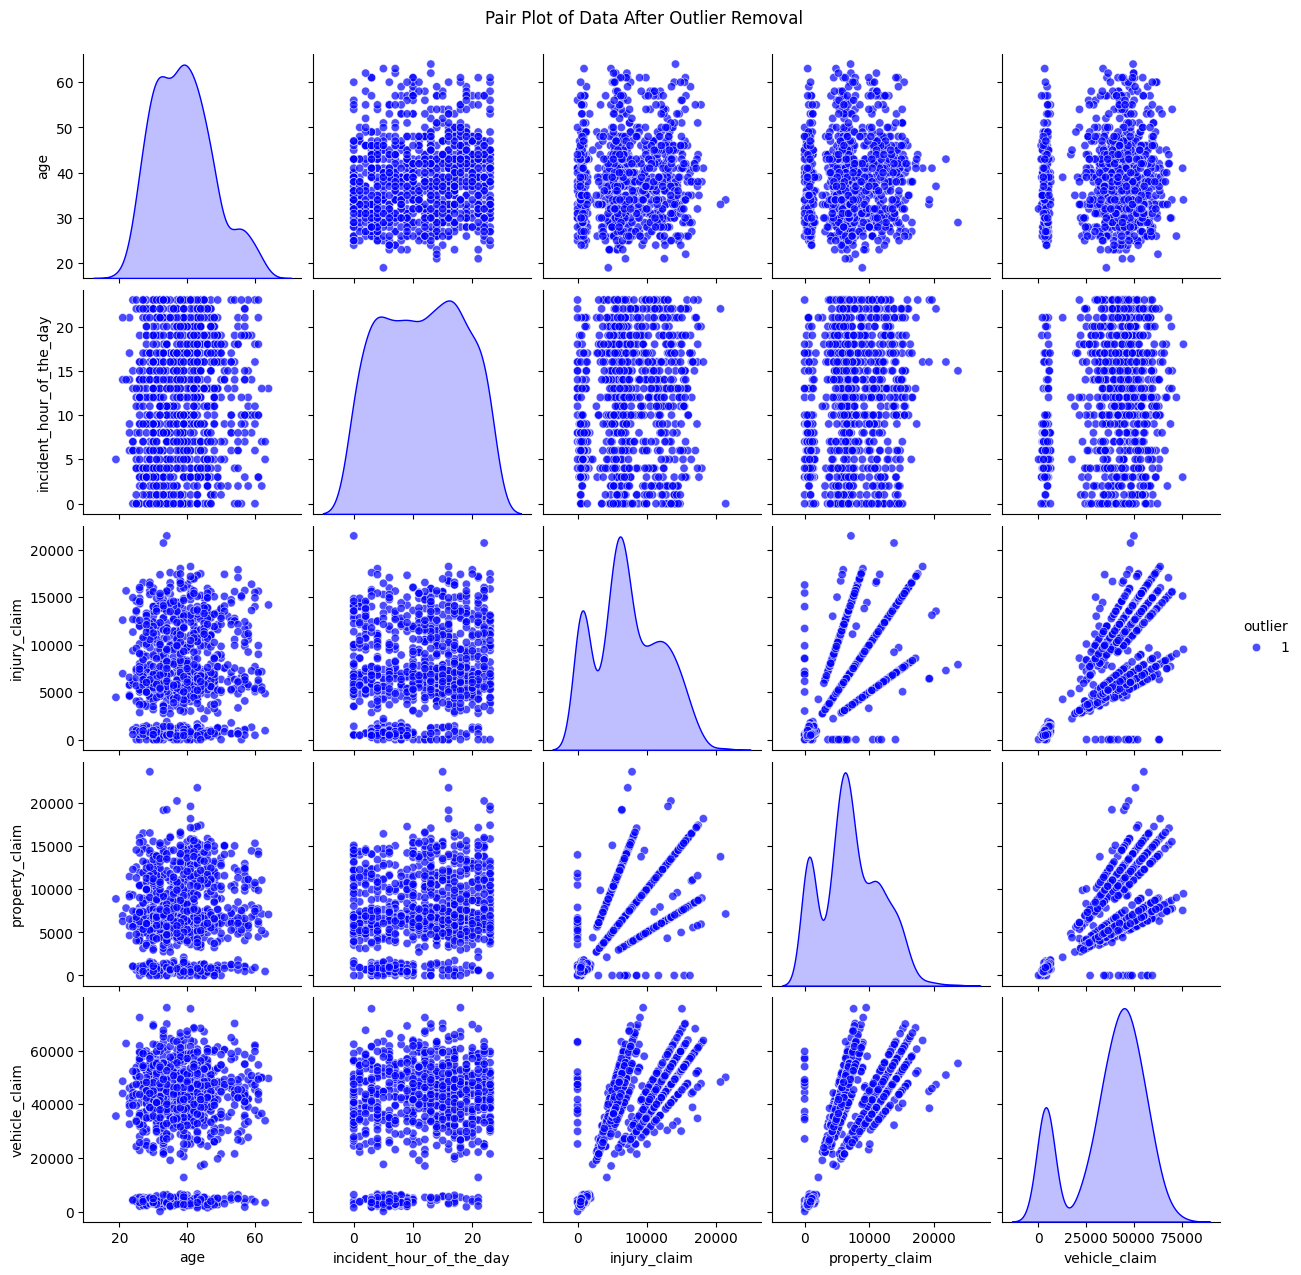 Pair Plot of Data After Outlier Removal
60
50
40
30
20
age
20
15
10
5
0
incident_hour_of_the_day
20000
15000
10000
5000
0
injury_claim
outlier
1
20000
15000
10000
5000
0
property_claim
60000
40000
20000
0
vehicle_claim
20 40 60
0 10 20
0 10000 20000
0 10000 20000
0 25000 50000 75000
age
incident_hour_of_the_day
injury_claim
property_claim
vehicle_claim